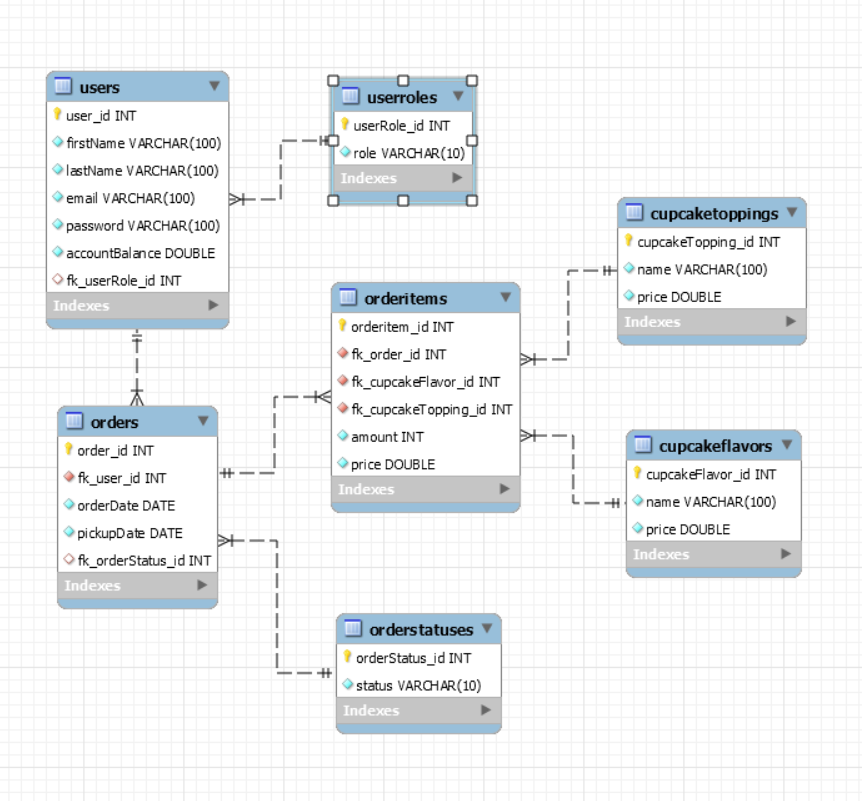 users
user_id INT
firstName VARCHAR(100)
lastName VARCHAR(100)
email VARCHAR(100)
password VARCHAR(100)
accountBalance DOUBLE
fk_userRole_id INT
Indexes
userroles
userRole_id INT
role VARCHAR(10)
Indexes
cupcaketoppings
cupcakeTopping_id INT
name VARCHAR(100)
price DOUBLE
Indexes
orderitems
orderitem_id INT
fk_order_id INT
fk_cupcakeFlavor_id INT
fk_cupcakeTopping_id INT
amount INT
price DOUBLE
Indexes
orders
order_id INT
fk_user_id INT
orderDate DATE
pickupDate DATE
fk_orderStatus_id INT
Indexes
cupcakeflavors
cupcakeFlavor_id INT
name VARCHAR(100)
price DOUBLE
Indexes
orderstatuses
orderStatus_id INT
status VARCHAR(10)
Indexes